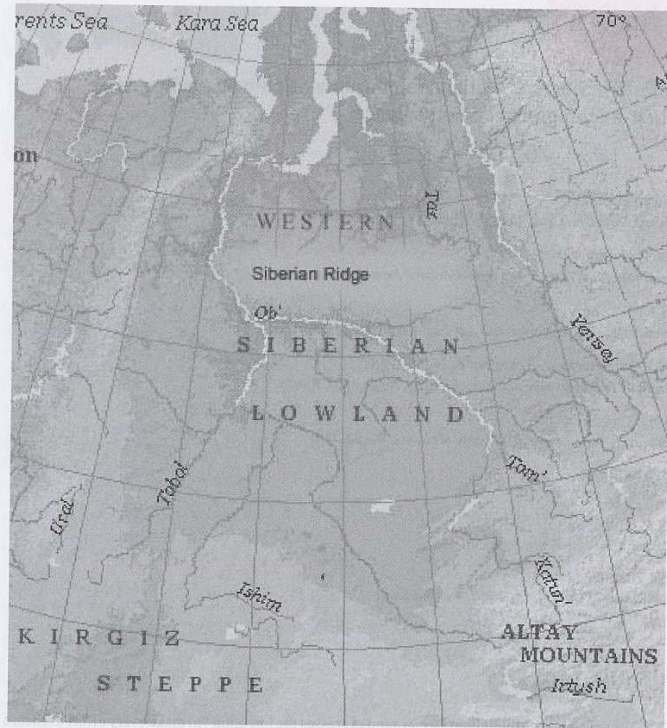 rents Sea
Kara Sea
70°
on
Taz
WESTERN
Siberian Ridge
Ob'
Yenisej
SIBERIAN
LOWLAND
Tobol
Tom'
Ural
Katun'
Ishim
KIRGIZ
STEPPE
ALTAY
MOUNTAINS
Irtysh